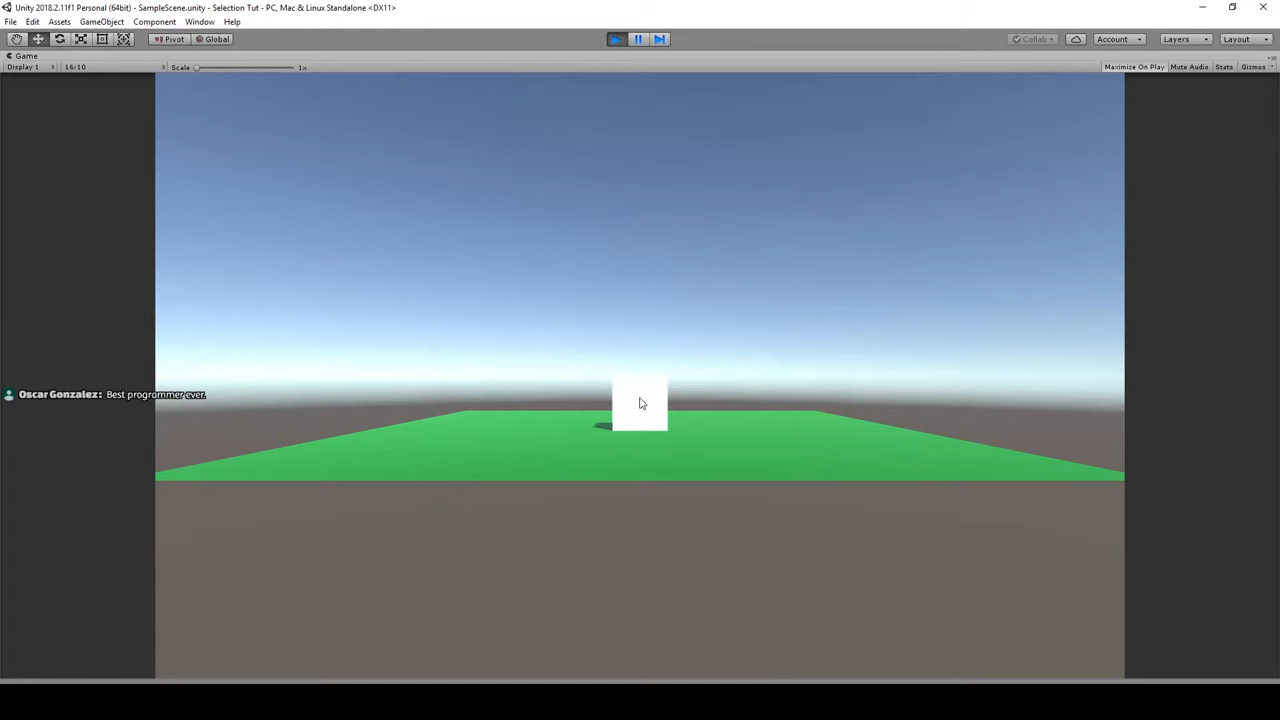 Unity 2018.2.11f1 Personal (64bit) - SampleScene.unity - Selection Tut - PC, Mac & Linux Standalone <DX11>
File Edit Assets GameObject Component Window Help
Pivot Global Collab Account Layers Layout
Game
Display 1 16:10 Scale 1x Maximize On Play Mute Audio Stats Gizmos
Oscar Gonzalez: Best programmer ever.